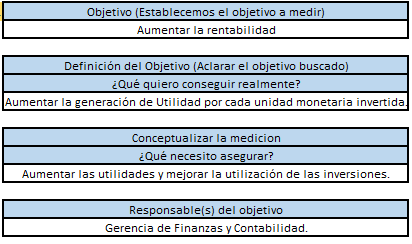 Objetivo (Establecemos el objetivo a medir)
Aumentar la rentabilidad
Definición del Objetivo (Aclarar el objetivo buscado)
¿Qué quiero conseguir realmente?
Aumentar la generación de Utilidad por cada unidad monetaria invertida.
Conceptualizar la medicion
¿Qué necesito asegurar?
Aumentar las utilidades y mejorar la utilización de las inversiones.
Responsable(s) del objetivo
Gerencia de Finanzas y Contabilidad.